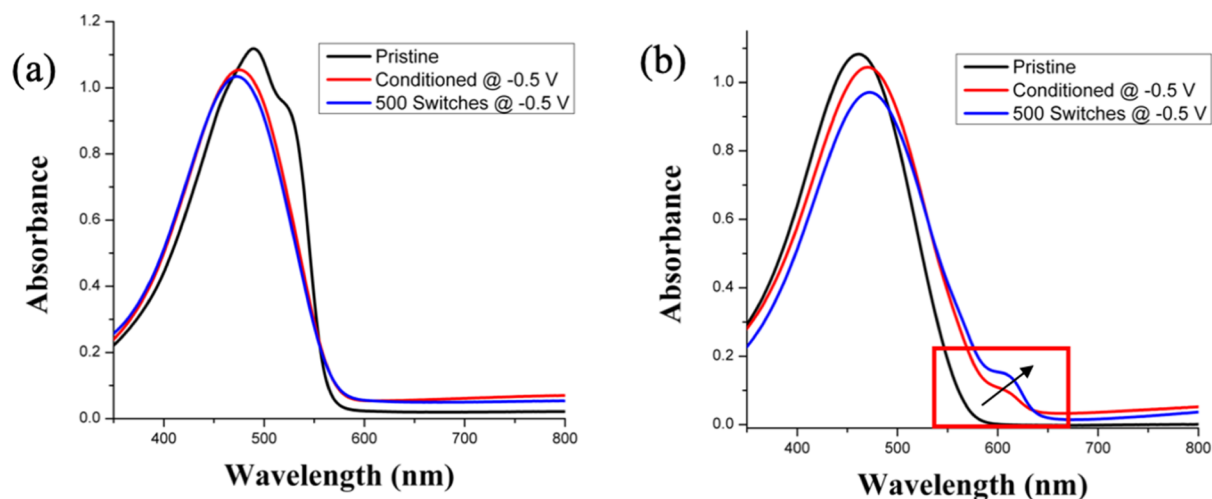 (a)
1.2
1.0
0.8
0.6
0.4
0.2
0.0
Absorbance
400
500
600
700
800
Wavelength (nm)
Pristine
Conditioned @ -0.5 V
500 Switches @ -0.5 V
(b)
1.0
0.8
0.6
0.4
0.2
0.0
Absorbance
400
500
600
700
800
Wavelength (nm)
Pristine
Conditioned @ -0.5 V
500 Switches @ -0.5 V